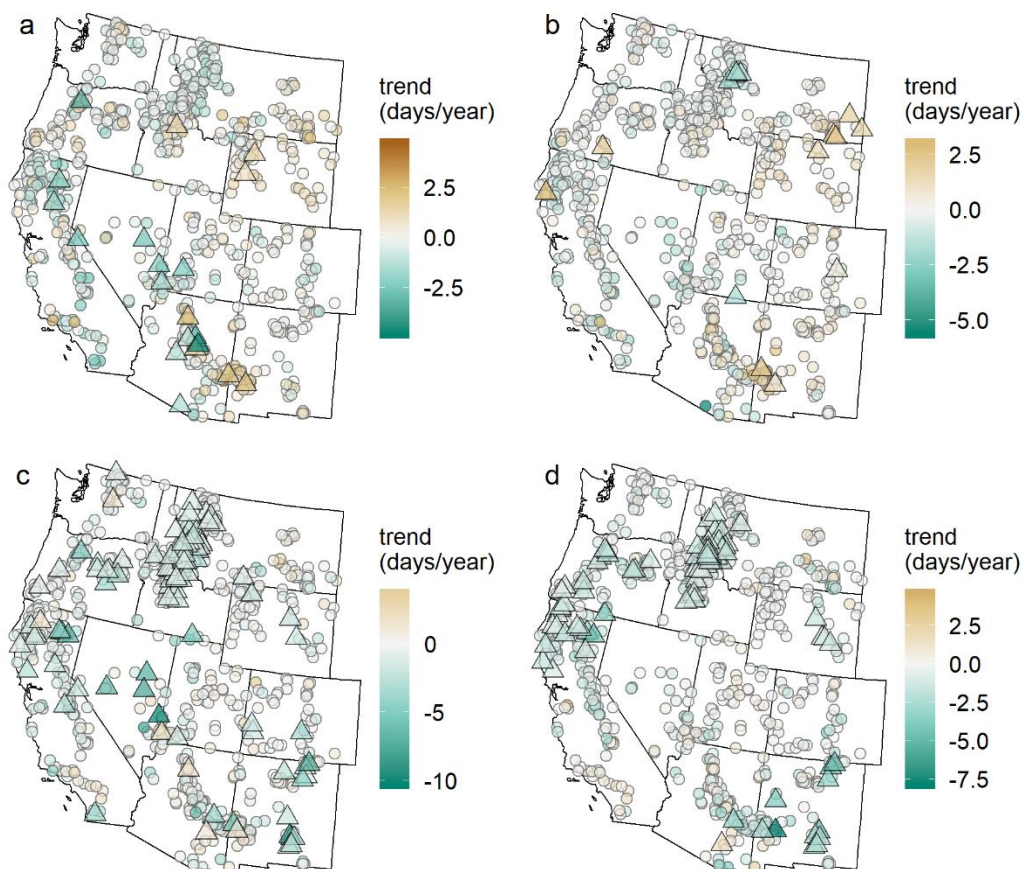 a
trend
(days/year)
2.5
0.0
-2.5
b
trend
(days/year)
2.5
0.0
-2.5
-5.0
c
trend
(days/year)
0
-5
-10
d
trend
(days/year)
2.5
0.0
-2.5
-5.0
-7.5